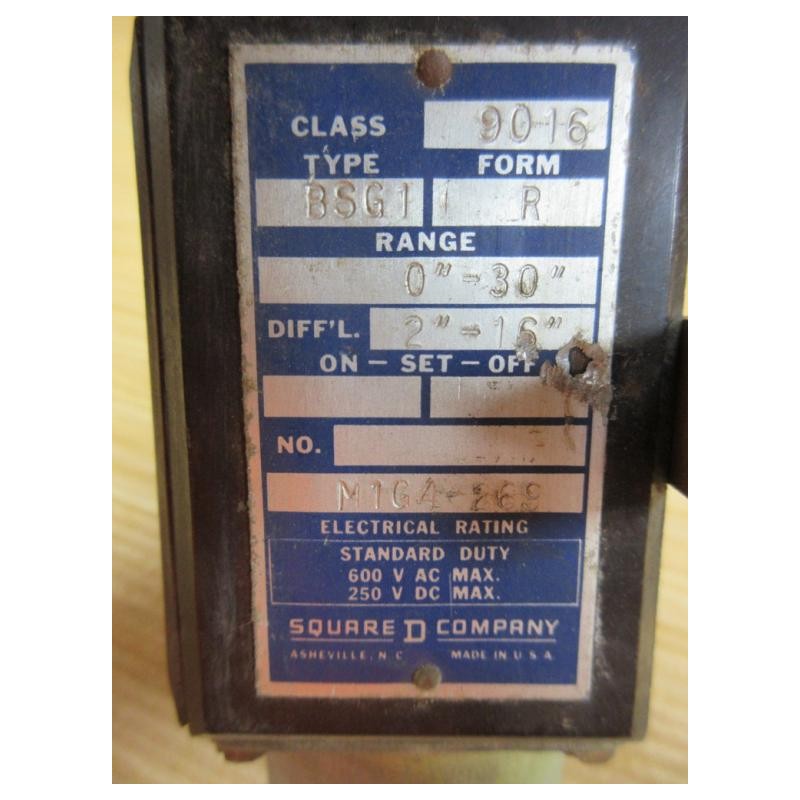 CLASS 9016
TYPE FORM
BSG1 R
RANGE
0"-30"
DIFF'L. 2"-16"
ON - SET - OFF
NO.
M1G4-269
ELECTRICAL RATING
STANDARD DUTY
600 V AC MAX.
250 V DC MAX.
SQUARE D COMPANY
ASHEVILLE, N.C. MADE IN U.S.A.